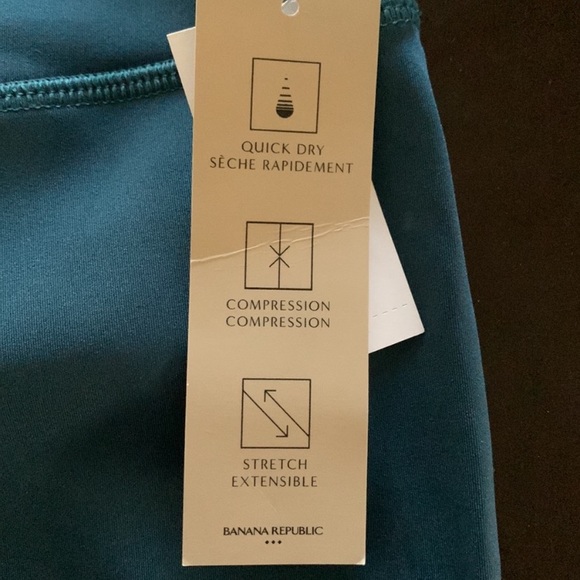 QUICK DRY
SÈCHE RAPIDEMENT
COMPRESSION
COMPRESSION
STRETCH
EXTENSIBLE
BANANA REPUBLIC